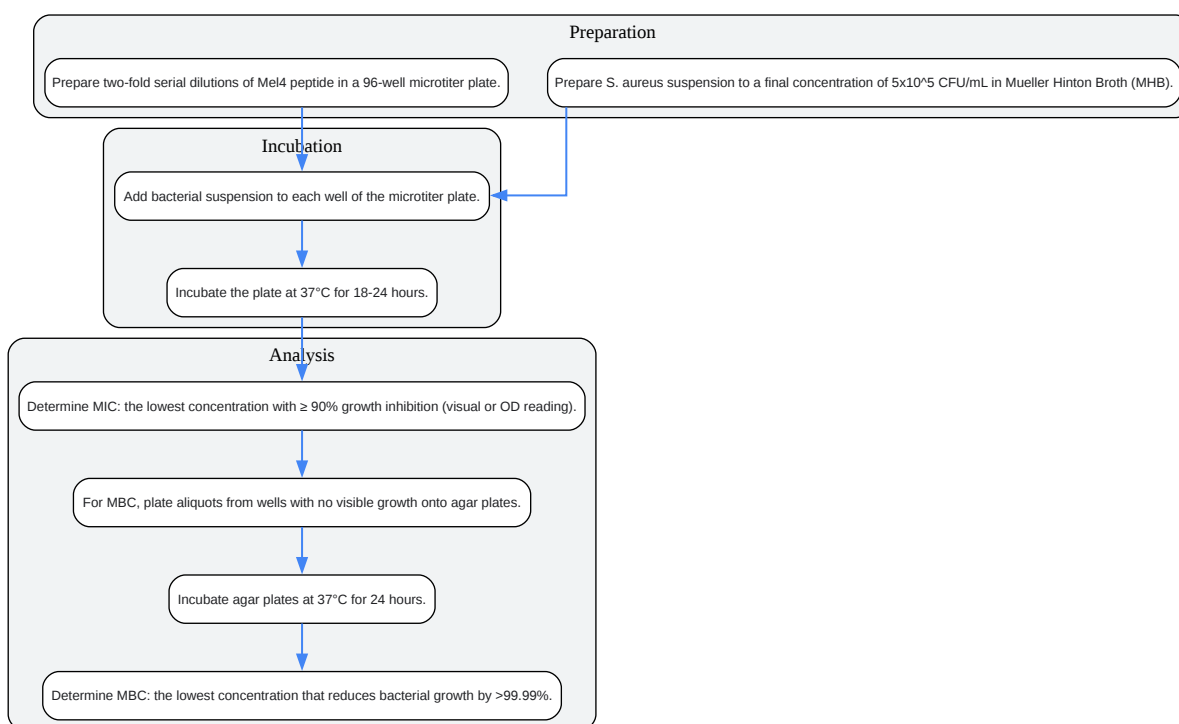 Preparation
Prepare two-fold serial dilutions of Mel4 peptide in a 96-well microtiter plate.
Prepare S. aureus suspension to a final concentration of 5x10^5 CFU/mL in Mueller Hinton Broth (MHB).
Incubation
Add bacterial suspension to each well of the microtiter plate.
Incubate the plate at 37°C for 18-24 hours.
Analysis
Determine MIC: the lowest concentration with ≥ 90% growth inhibition (visual or OD reading).
For MBC, plate aliquots from wells with no visible growth onto agar plates.
Incubate agar plates at 37°C for 24 hours.
Determine MBC: the lowest concentration that reduces bacterial growth by >99.99%.